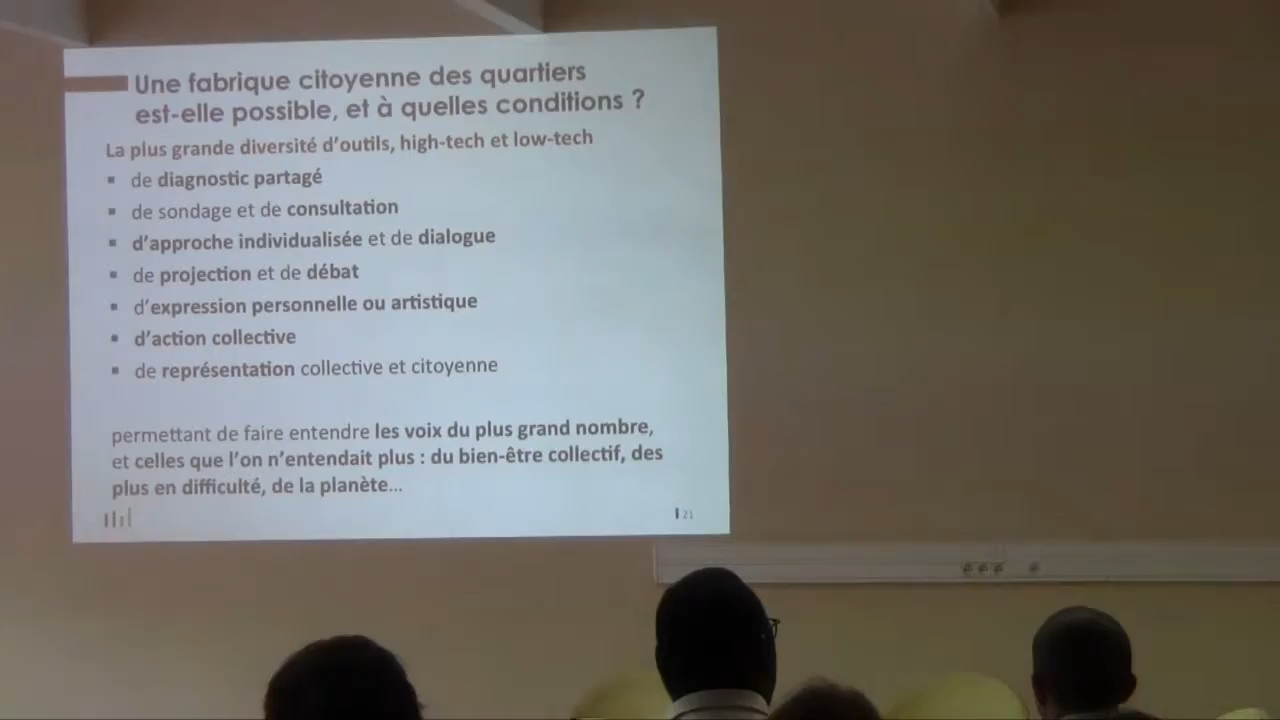 Une fabrique citoyenne des quartiers
est-elle possible, et à quelles conditions ?
La plus grande diversité d'outils, high-tech et low-tech
▪ de diagnostic partagé
▪ de sondage et de consultation
▪ d'approche individualisée et de dialogue
▪ de projection et de débat
▪ d'expression personnelle ou artistique
▪ d'action collective
▪ de représentation collective et citoyenne
permettant de faire entendre les voix du plus grand nombre,
et celles que l'on n'entendait plus : du bien-être collectif, des
plus en difficulté, de la planète...
21